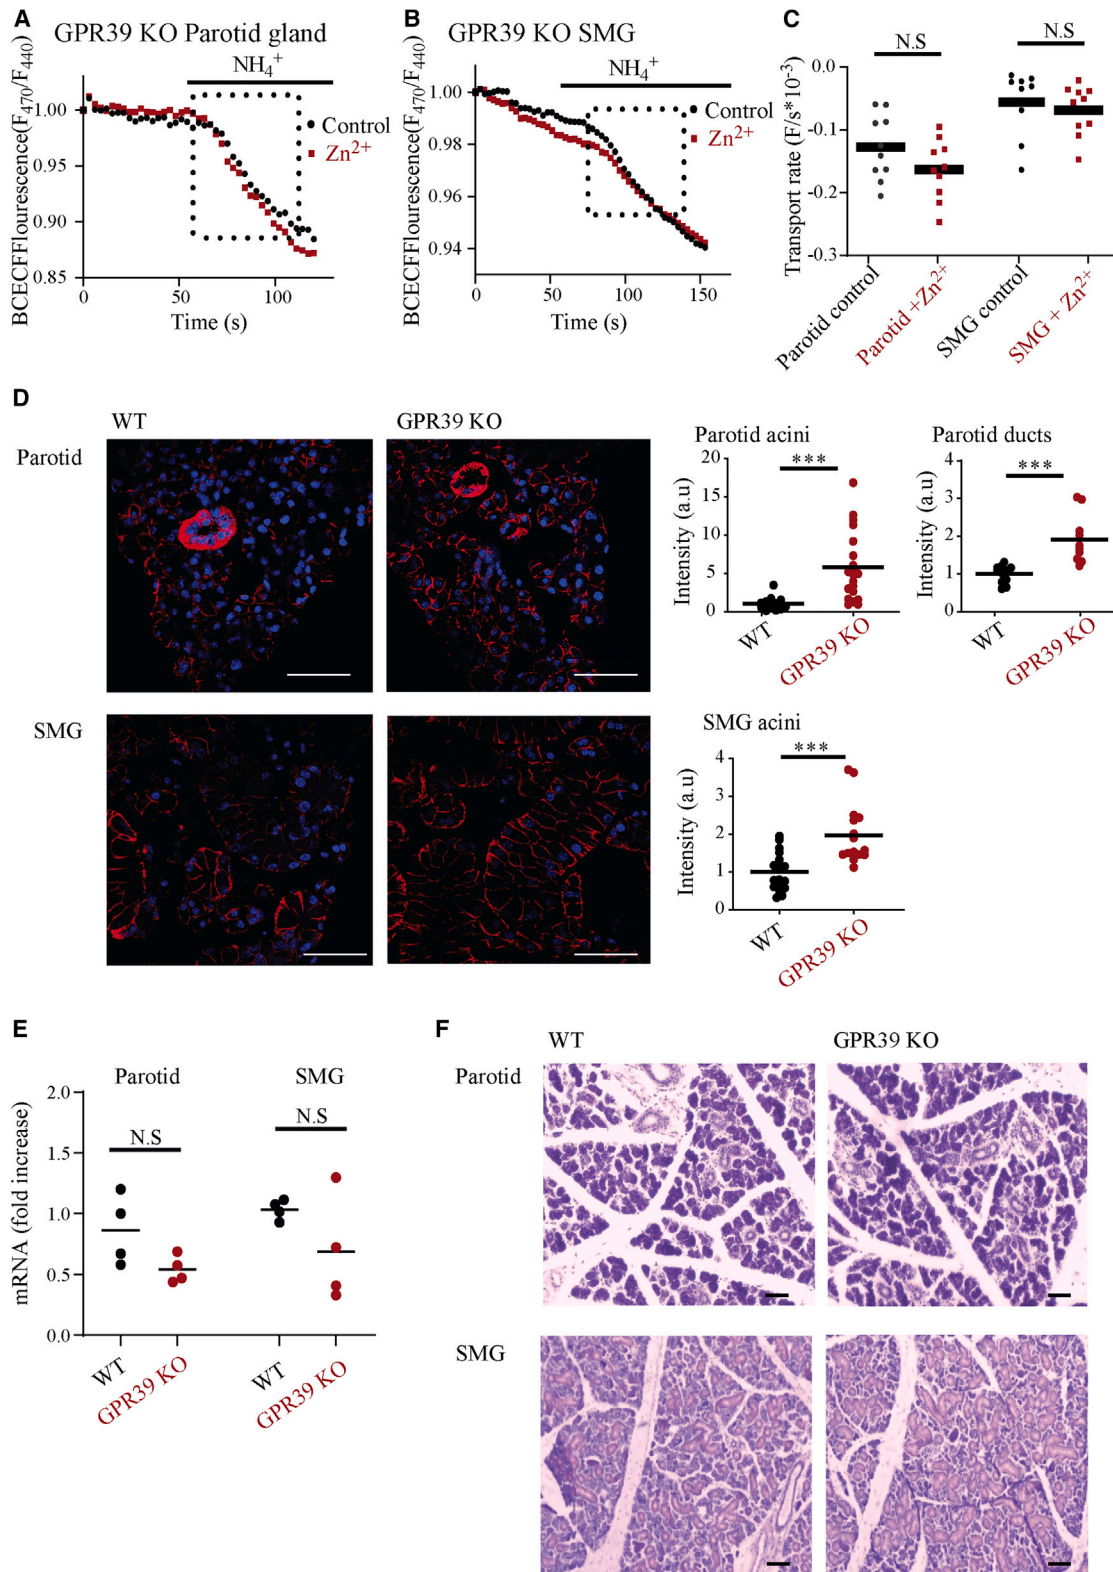 A
GPR39 KO Parotid gland
NH4+
BCECFFlourescence(F470/F440)
1.00
0.95
0.90
0.85
Control
Zn2+
0
50
100
Time (s)
B
GPR39 KO SMG
NH4+
BCECFFlourescence(F470/F440)
1.00
0.98
0.96
0.94
Control
Zn2+
0
50
100
150
Time (s)
C
N.S
N.S
Transport rate (F/s*10-3)
0.0
-0.1
-0.2
-0.3
Parotid control
Parotid +Zn2+
SMG control
SMG + Zn2+
D
WT
GPR39 KO
Parotid
SMG
Parotid acini
***
Intensity (a.u)
20
15
10
5
0
WT
GPR39 KO
Parotid ducts
***
Intensity (a.u)
4
3
2
1
0
WT
GPR39 KO
SMG acini
***
Intensity (a.u)
4
3
2
1
0
WT
GPR39 KO
E
Parotid
SMG
N.S
N.S
mRNA (fold increase)
2.0
1.5
1.0
0.5
0.0
WT
GPR39 KO
WT
GPR39 KO
F
WT
GPR39 KO
Parotid
SMG